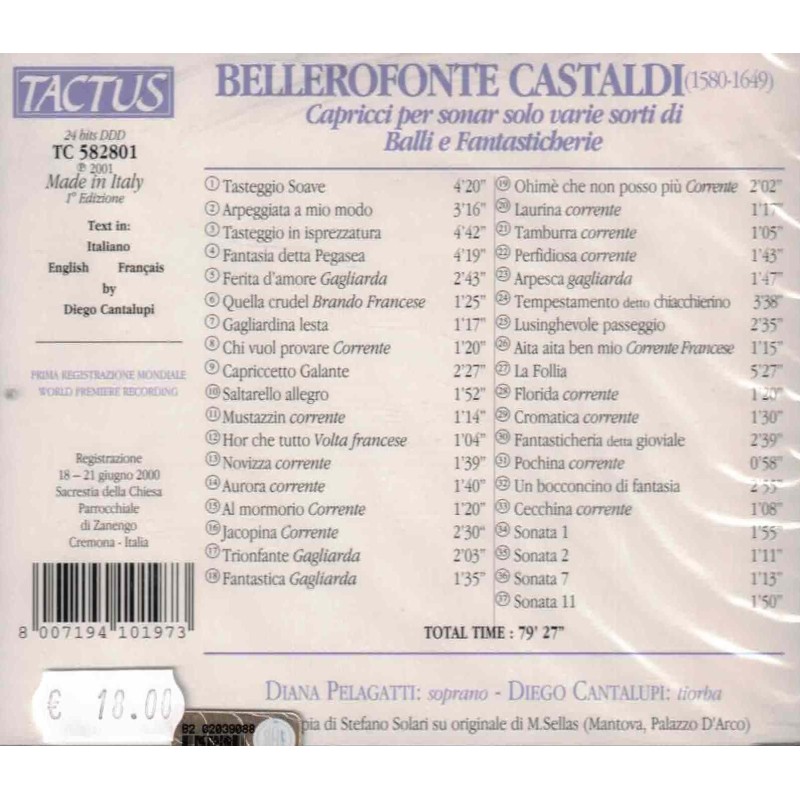 TACTUS
24 bits DDD
TC 582801
℗ 2001
Made in Italy
1° Edizione
Text in:
Italiano
English Français
by
Diego Cantalupi
PRIMA REGISTRAZIONE MONDIALE
WORLD PREMIERE RECORDING
Registrazione
18 – 21 giugno 2000
Sacrestia della Chiesa
Parrocchiale
di Zanengo
Cremona - Italia
8 007194 101973
€ 18.00
BELLEROFONTE CASTALDI (1580-1649)
Capricci per sonar solo varie sorti di
Balli e Fantasticherie
1 Tasteggio Soave 4'20"
2 Arpeggiata a mio modo 3'16"
3 Tasteggio in isprezzatura 4'42"
4 Fantasia detta Pegasea 4'19"
5 Ferita d'amore Gagliarda 2'43"
6 Quella crudel Brando Francese 1'25"
7 Gagliardina lesta 1'17"
8 Chi vuol provare Corrente 1'20"
9 Capriccetto Galante 2'27"
10 Saltarello allegro 1'52"
11 Mustazzin corrente 1'14"
12 Hor che tutto Volta francese 1'04"
13 Novizza corrente 1'39"
14 Aurora corrente 1'40"
15 Al mormorio Corrente 1'20"
16 Jacopina Corrente 2'30"
17 Trionfante Gagliarda 2'03"
18 Fantastica Gagliarda 1'35"
19 Ohimè che non posso più Corrente 2'02"
20 Laurina corrente 1'17"
21 Tamburra corrente 1'05"
22 Perfidiosa corrente 1'43"
23 Arpesca gagliarda 1'47"
24 Tempestamento detto chiacchierino 3'38"
25 Lusinghevole passeggio 2'35"
26 Aita aita ben mio Corrente Francese 1'15"
27 La Follia 5'27"
28 Florida corrente 1'20"
29 Cromatica corrente 1'30"
30 Fantasticheria detta gioviale 2'39"
31 Pochina corrente 0'58"
32 Un bocconcino di fantasia 2'55"
33 Cecchina corrente 1'08"
34 Sonata 1 1'55"
35 Sonata 2 1'11"
36 Sonata 7 1'13"
37 Sonata 11 1'50"
TOTAL TIME : 79' 27"
DIANA PELAGATTI: soprano - DIEGO CANTALUPI: tiorba
pia di Stefano Solari su originale di M.Sellas (Mantova, Palazzo D'Arco)
B2 02039088